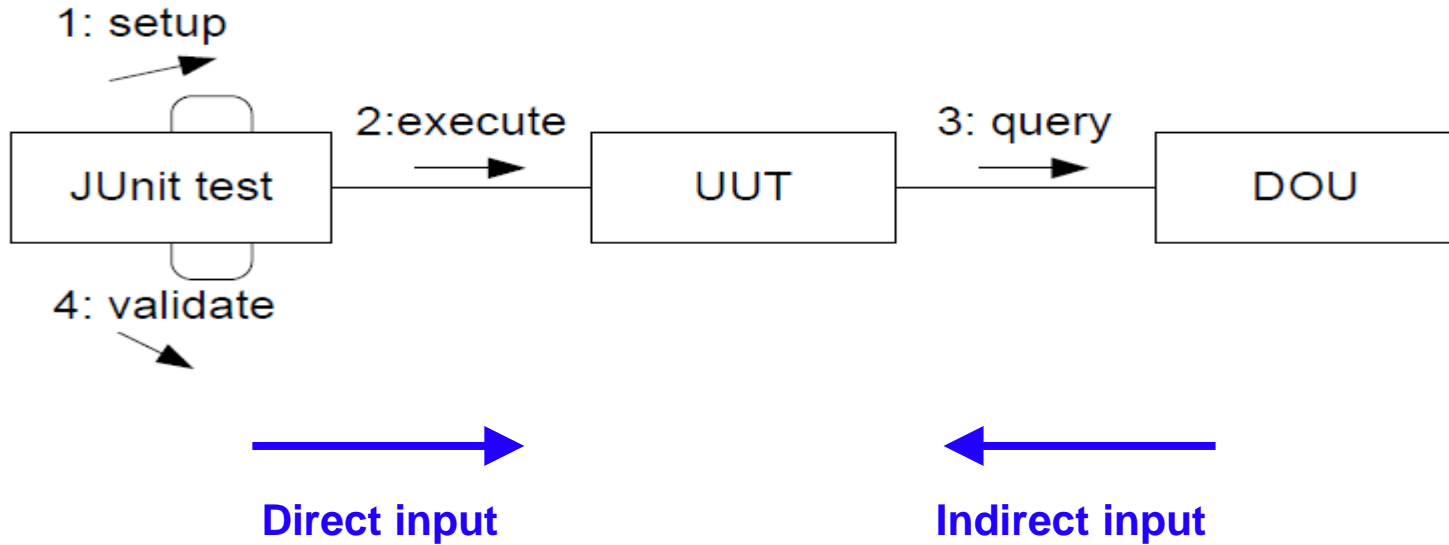 1: setup
2:execute
3: query
JUnit test
UUT
DOU
4: validate
Direct input
Indirect input